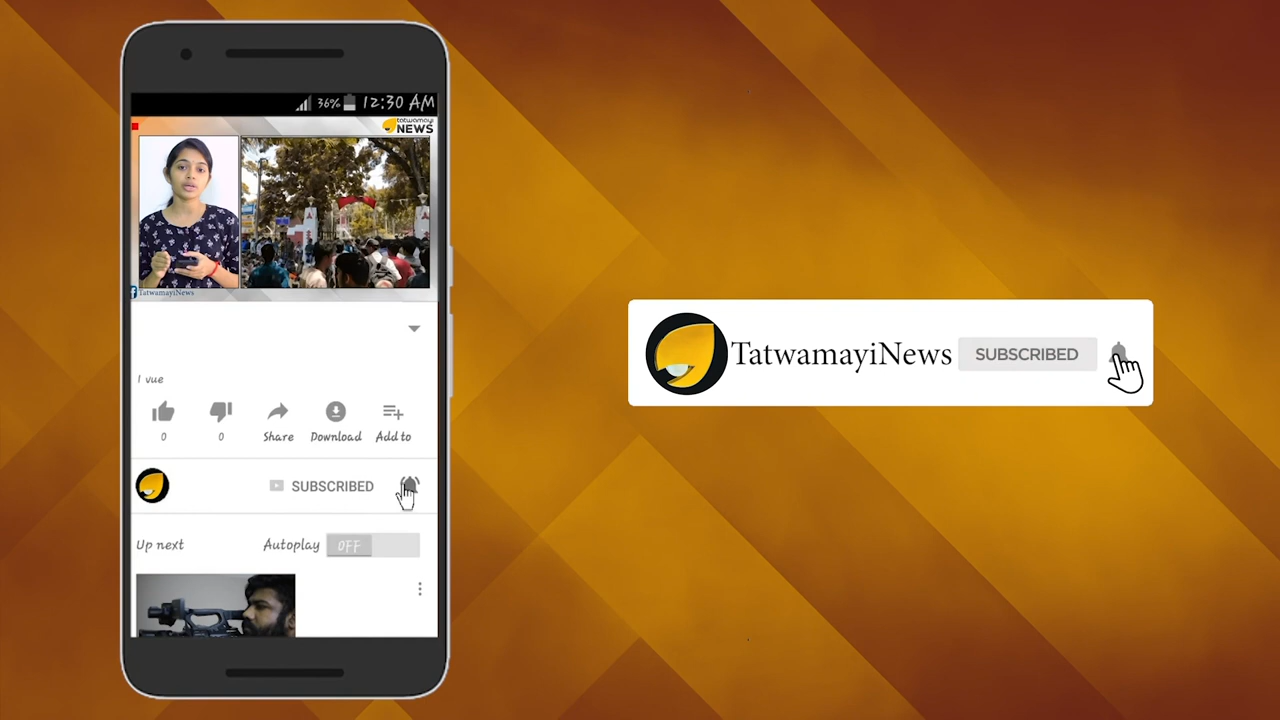 36% 12:30 AM
tatwamayi
NEWS
TatwamayiNews
1 vue
0 0 Share Download Add to
SUBSCRIBED
Up next Autoplay OFF
TatwamayiNews SUBSCRIBED